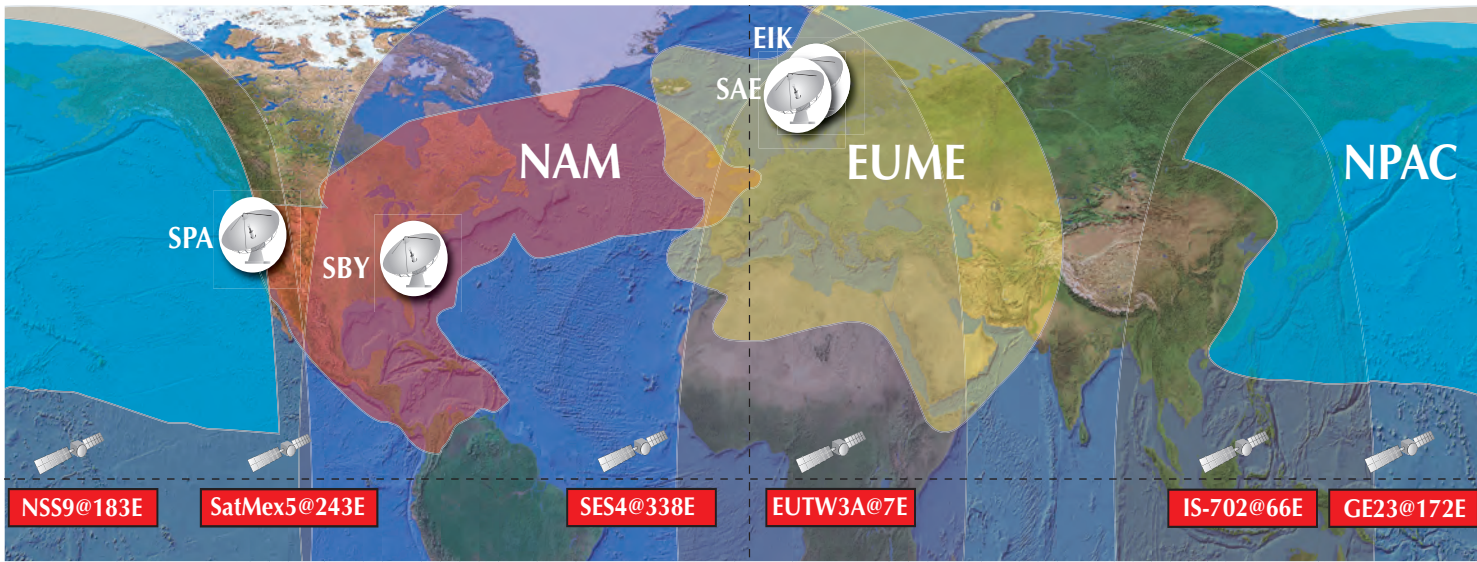 EIK
SAE
NAM
EUME
NPAC
SPA
SBY
NSS9@183E
SatMex5@243E
SES4@338E
EUTW3A@7E
IS-702@66E
GE23@172E